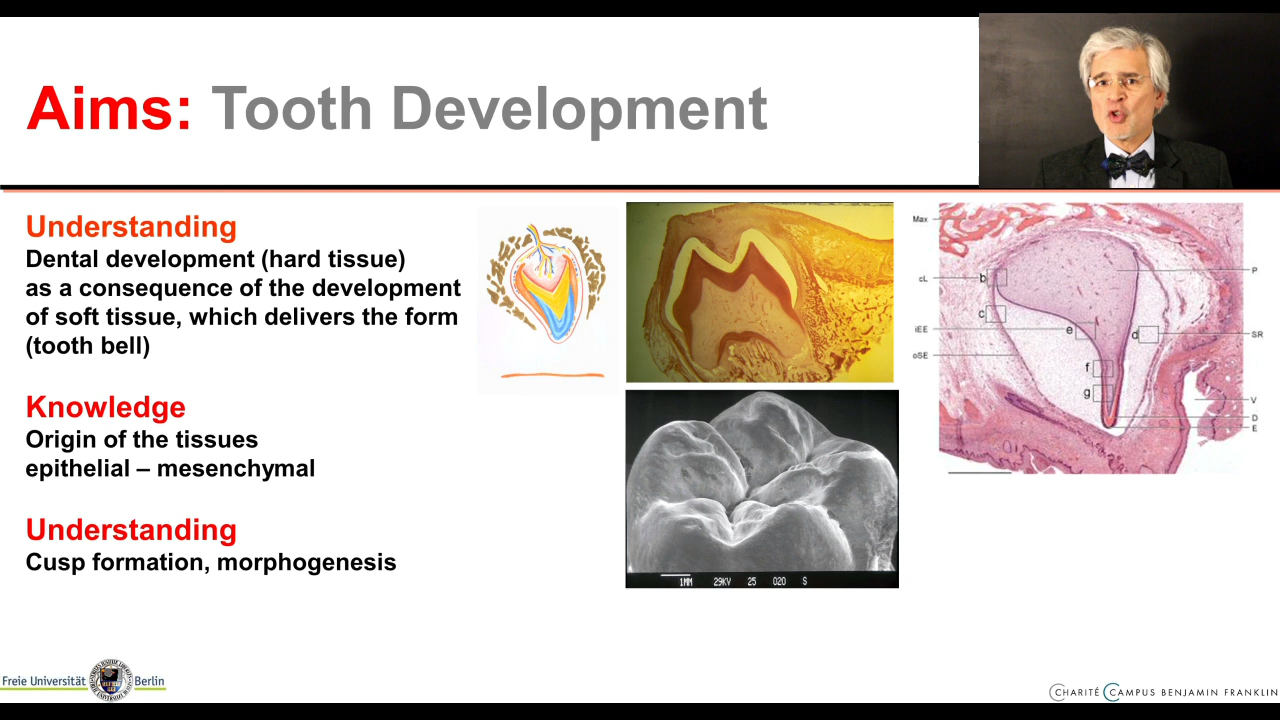 Aims: Tooth Development
Understanding
Dental development (hard tissue)
as a consequence of the development
of soft tissue, which delivers the form
(tooth bell)
Knowledge
Origin of the tissues
epithelial – mesenchymal
Understanding
Cusp formation, morphogenesis
1MM 29KV 25 020 S
Max
cL
iEE
oSE
b
c
e
d
f
g
P
SR
V
D
E
Freie Universität Berlin
CHARITÉ CAMPUS BENJAMIN FRANKLIN